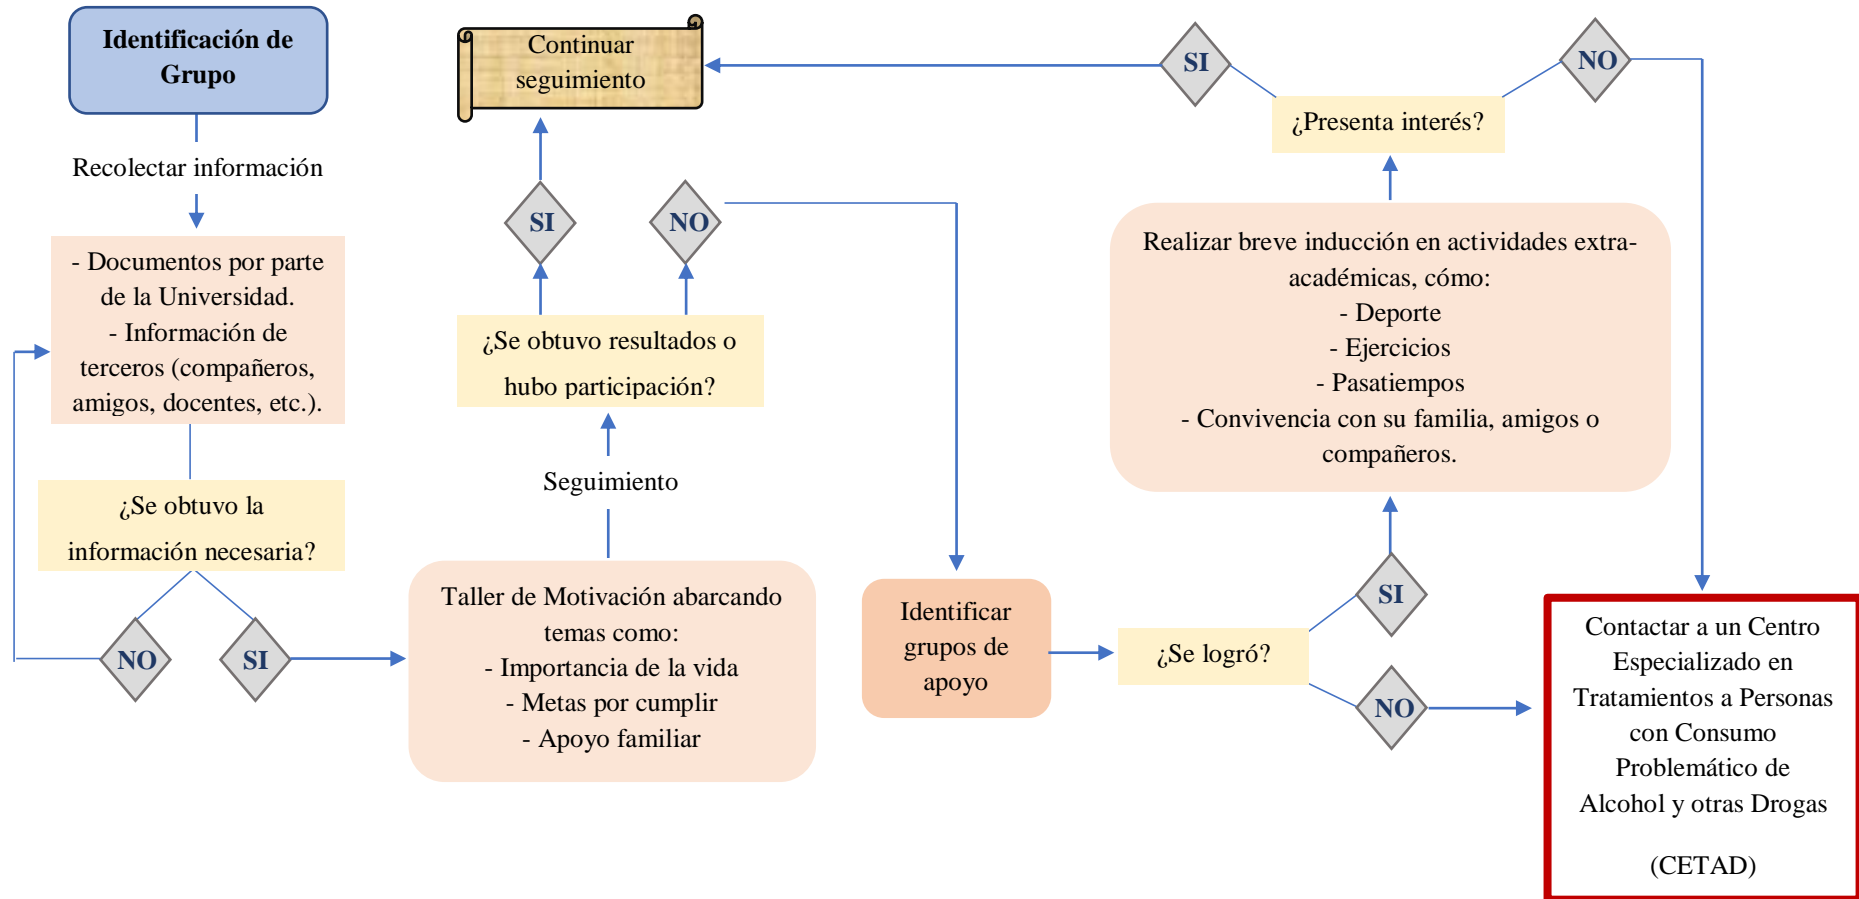 Identificación de
Grupo
Recolectar información
- Documentos por parte
de la Universidad.
- Información de
terceros (compañeros,
amigos, docentes, etc.).
¿Se obtuvo la
información necesaria?
NO
SI
Taller de Motivación abarcando
temas como:
- Importancia de la vida
- Metas por cumplir
- Apoyo familiar
Seguimiento
¿Se obtuvo resultados o
hubo participación?
SI
NO
Continuar
seguimiento
Identificar
grupos de
apoyo
¿Se logró?
SI
NO
Realizar breve inducción en actividades extra-
académicas, cómo:
- Deporte
- Ejercicios
- Pasatiempos
- Convivencia con su familia, amigos o
compañeros.
¿Presenta interés?
SI
NO
Contactar a un Centro
Especializado en
Tratamientos a Personas
con Consumo
Problemático de
Alcohol y otras Drogas
(CETAD)